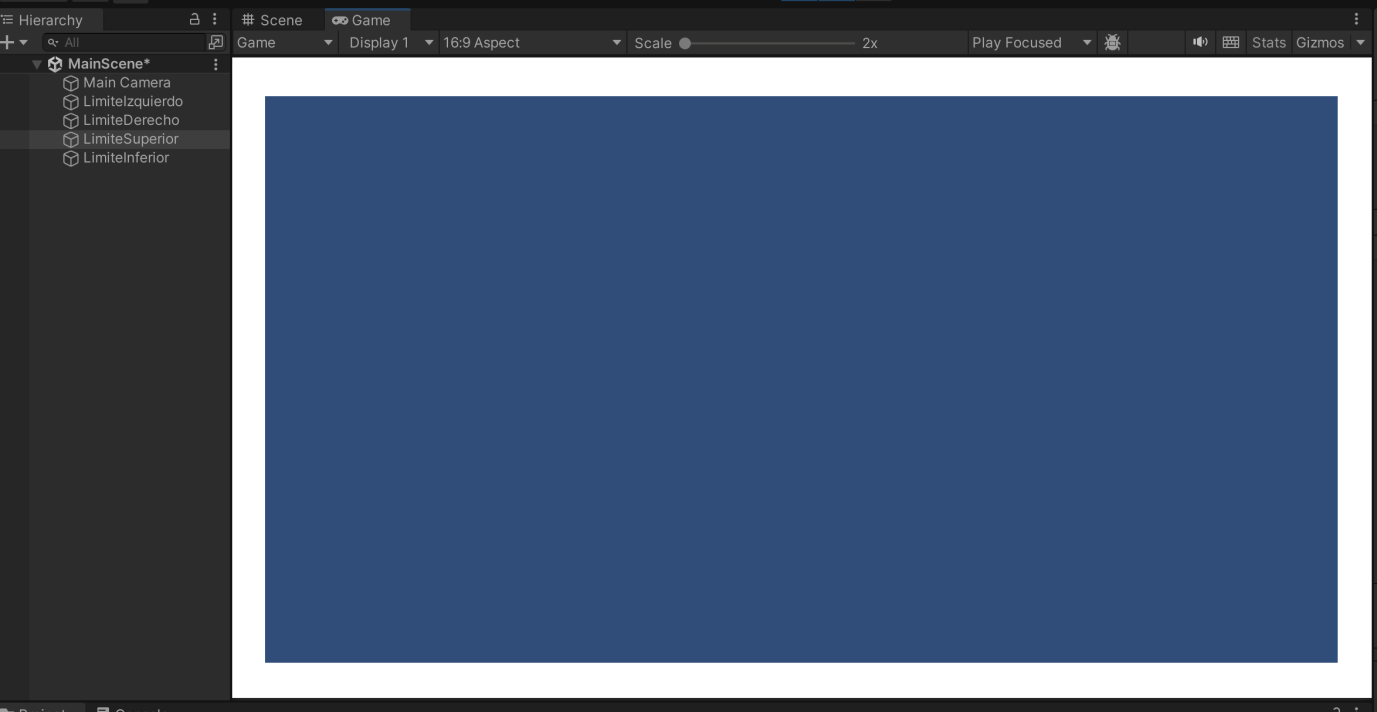 Hierarchy
All
MainScene*
Main Camera
LimiteIzquierdo
LimiteDerecho
LimiteSuperior
LimiteInferior
Scene Game
Game Display 1 16:9 Aspect Scale 2x Play Focused Stats Gizmos